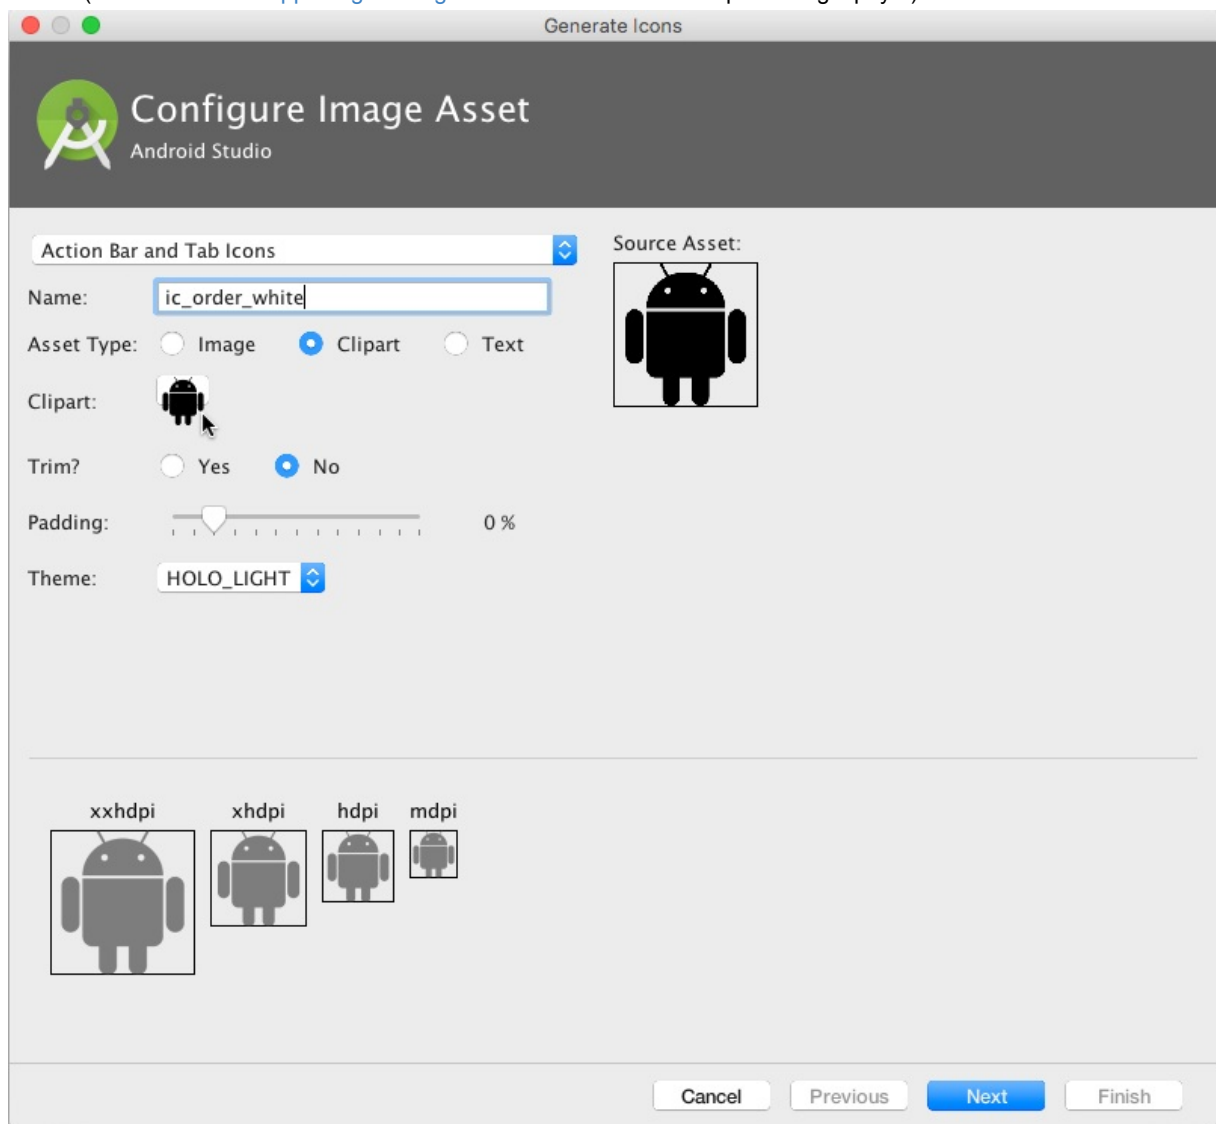 Generate Icons
Configure Image Asset
Android Studio
Action Bar and Tab Icons
Source Asset:
Name: ic_order_white
Asset Type: Image Clipart Text
Clipart:
Trim? Yes No
Padding: 0 %
Theme: HOLO_LIGHT
xxhdpi xhdpi hdpi mdpi
Cancel Previous Next Finish